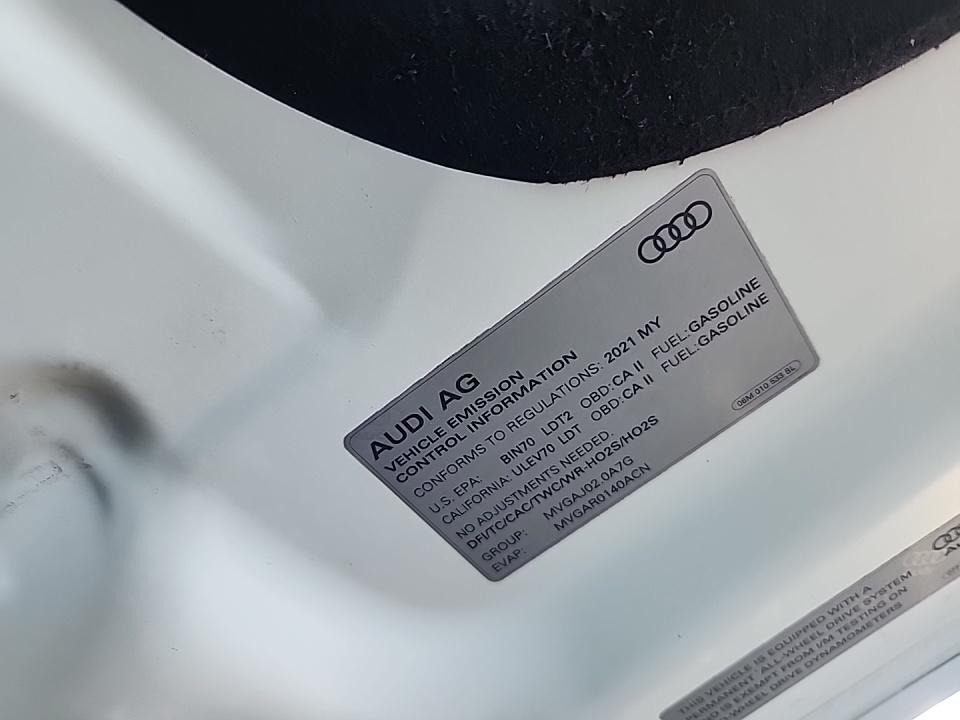 AUDI AG
VEHICLE EMISSION
CONTROL INFORMATION
CONFORMS TO REGULATIONS: 2021 MY
U.S. EPA: BIN70 LDT2 OBD:CA II FUEL:GASOLINE
CALIFORNIA: ULEV70 LDT OBD:CA II FUEL:GASOLINE
NO ADJUSTMENTS NEEDED.
DFI/TC/CAC/TWC/WR-HO2S/HO2S
GROUP: MVGAJ02.0A7G
EVAP: MVGAR0140ACN
06M 010 533 BL
THIS VEHICLE IS EQUIPPED WITH A
PERMANENT ALL-WHEEL DRIVE SYSTEM
AND IS EXEMPT FROM I/M TESTING ON
WHEEL DRIVE DYNAMOMETERS